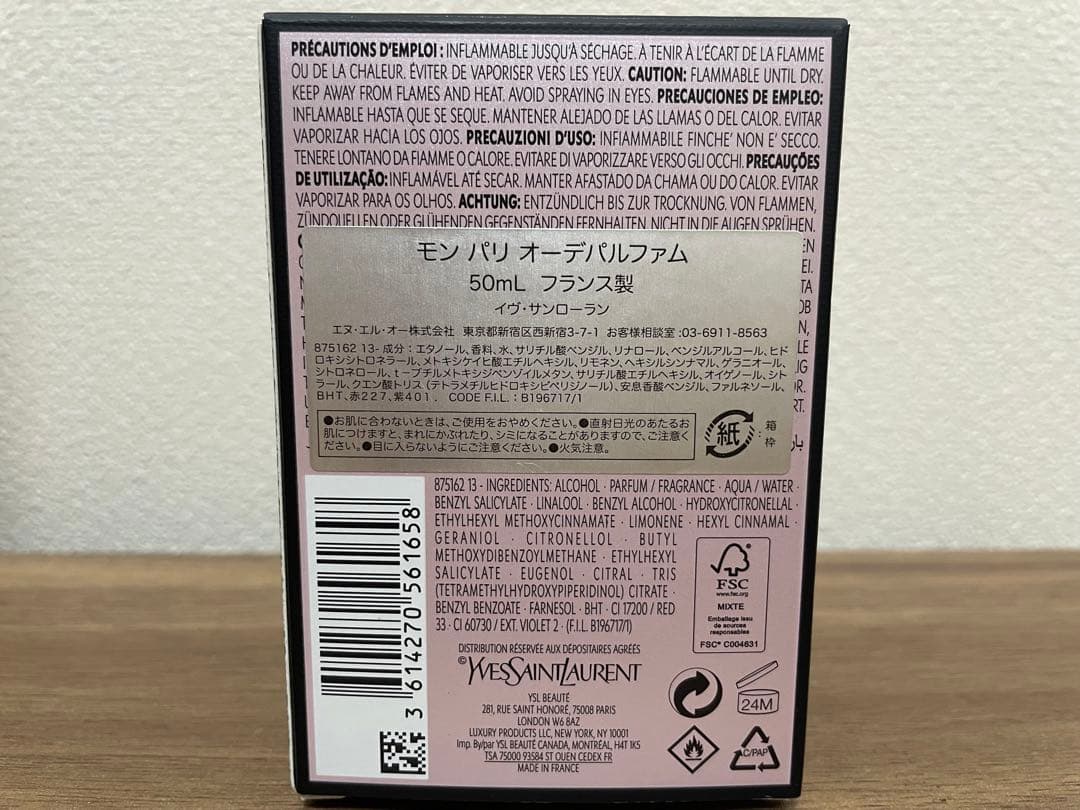 PRÉCAUTIONS D'EMPLOI : INFLAMMABLE JUSQU'À SÉCHAGE. À TENIR À L'ÉCART DE LA FLAMME
OU DE LA CHALEUR. ÉVITER DE VAPORISER VERS LES YEUX. CAUTION: FLAMMABLE UNTIL DRY.
KEEP AWAY FROM FLAMES AND HEAT. AVOID SPRAYING IN EYES. PRECAUCIONES DE EMPLEO:
INFLAMABLE HASTA QUE SE SEQUE. MANTENER ALEJADO DE LAS LLAMAS O DEL CALOR. EVITAR
VAPORIZAR HACIA LOS OJOS. PRECAUZIONI D'USO: INFIAMMABILE FINCHE' NON E' SECCO.
TENERE LONTANO DA FIAMME O CALORE. EVITARE DI VAPORIZZARE VERSO GLI OCCHI. PRECAUÇÕES
DE UTILIZAÇÃO: INFLAMÁVEL ATÉ SECAR. MANTER AFASTADO DA CHAMA OU DO CALOR. EVITAR
VAPORIZAR PARA OS OLHOS. ACHTUNG: ENTZÜNDLICH BIS ZUR TROCKNUNG. VON FLAMMEN,
ZÜNDQUELLEN ODER GLÜHENDEN GEGENSTÄNDEN FERNHALTEN. NICHT IN DIE AUGEN SPRÜHEN.
モン パリ オーデパルファム
50mL フランス製
イヴ・サンローラン
エヌ・エル・オー株式会社 東京都新宿区西新宿3-7-1 お客様相談室:03-6911-8563
875162 13- 成分：エタノール、香料、水、サリチル酸ベンジル、リナロール、ベンジルアルコール、ヒド
ロキシシトロネラール、メトキシケイヒ酸エチルヘキシル、リモネン、ヘキシルシンナマル、ゲラニオール、
シトロネロール、t-ブチルメトキシジベンゾイルメタン、サリチル酸エチルヘキシル、オイゲノール、シト
ラール、クエン酸トリス（テトラメチルヒドロキシピペリジノール）、安息香酸ベンジル、ファルネソール、
BHT、赤227、紫401． CODE F.I.L.：B196717/1
●お肌に合わないときは、ご使用をおやめください。●直射日光のあたるお
肌につけますと、まれにかぶれたり、シミになることがありますので、ご注意く
ださい。●目に入らないようにご注意ください。●火気注意。
紙
箱
枠
875162 13 - INGREDIENTS: ALCOHOL · PARFUM / FRAGRANCE · AQUA / WATER ·
BENZYL SALICYLATE · LINALOOL · BENZYL ALCOHOL · HYDROXYCITRONELLAL ·
ETHYLHEXYL METHOXYCINNAMATE · LIMONENE · HEXYL CINNAMAL ·
GERANIOL · CITRONELLOL · BUTYL
METHOXYDIBENZOYLMETHANE · ETHYLHEXYL
SALICYLATE · EUGENOL · CITRAL · TRIS
(TETRAMETHYLHYDROXYPIPERIDINOL) CITRATE ·
BENZYL BENZOATE · FARNESOL · BHT · CI 17200 / RED
33 · CI 60730 / EXT. VIOLET 2 · (F.I.L. B196717/1)
FSC
www.fsc.org
MIXTE
Emballage issu
de sources
responsables
FSC® C004631
3 614270 561658
DISTRIBUTION RÉSERVÉE AUX DÉPOSITAIRES AGRÉÉS
©YVESSAINTLAURENT
YSL BEAUTÉ
281, RUE SAINT HONORÉ, 75008 PARIS
LONDON W6 8AZ
LUXURY PRODUCTS LLC, NEW YORK, NY 10001
Imp. By/par YSL BEAUTÉ CANADA, MONTRÉAL, H4T 1K5
TSA 75000 93584 ST OUEN CEDEX FR
MADE IN FRANCE
24M
C/PAP